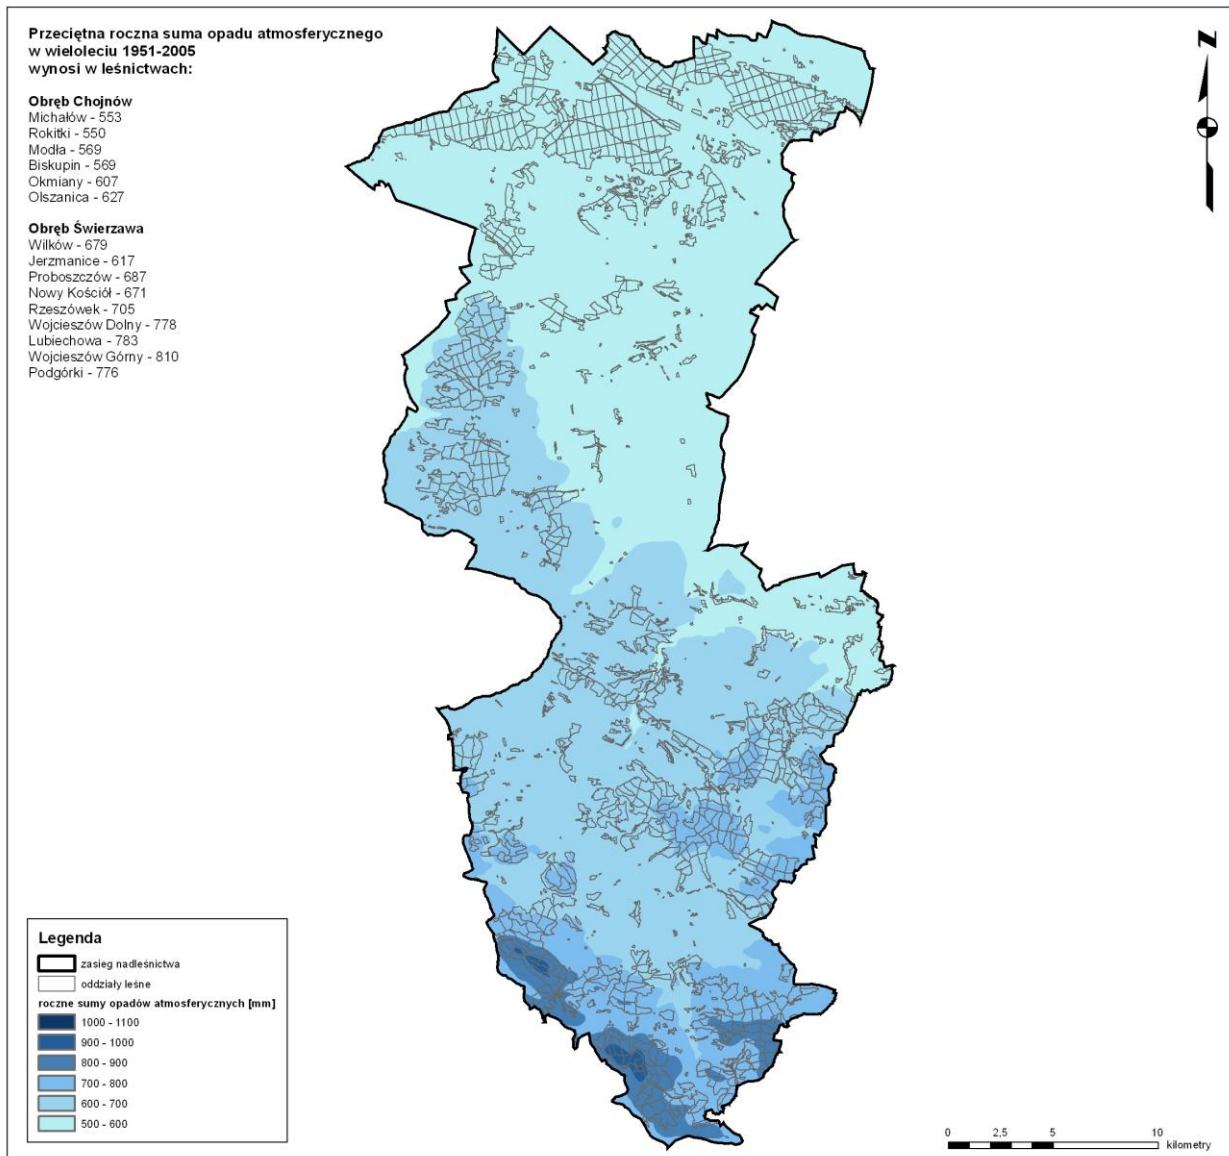 Przeciętna roczna suma opadu atmosferycznego
w wieloleciu 1951-2005
wynosi w leśnictwach:
Obręb Chojnów
Michałów - 553
Rokitki - 550
Modła - 569
Biskupin - 569
Okmiany - 607
Olszanica - 627
Obręb Świerzawa
Wilków - 679
Jerzmanice - 617
Proboszczów - 687
Nowy Kościół - 671
Rzeszówek - 705
Wojcieszów Dolny - 778
Lubiechowa - 783
Wojcieszów Górny - 810
Podgórki - 776
N
Legenda
zasięg nadleśnictwa
oddziały leśne
roczne sumy opadów atmosferycznych [mm]
1000 - 1100
900 - 1000
800 - 900
700 - 800
600 - 700
500 - 600
0 2,5 5 10
kilometry